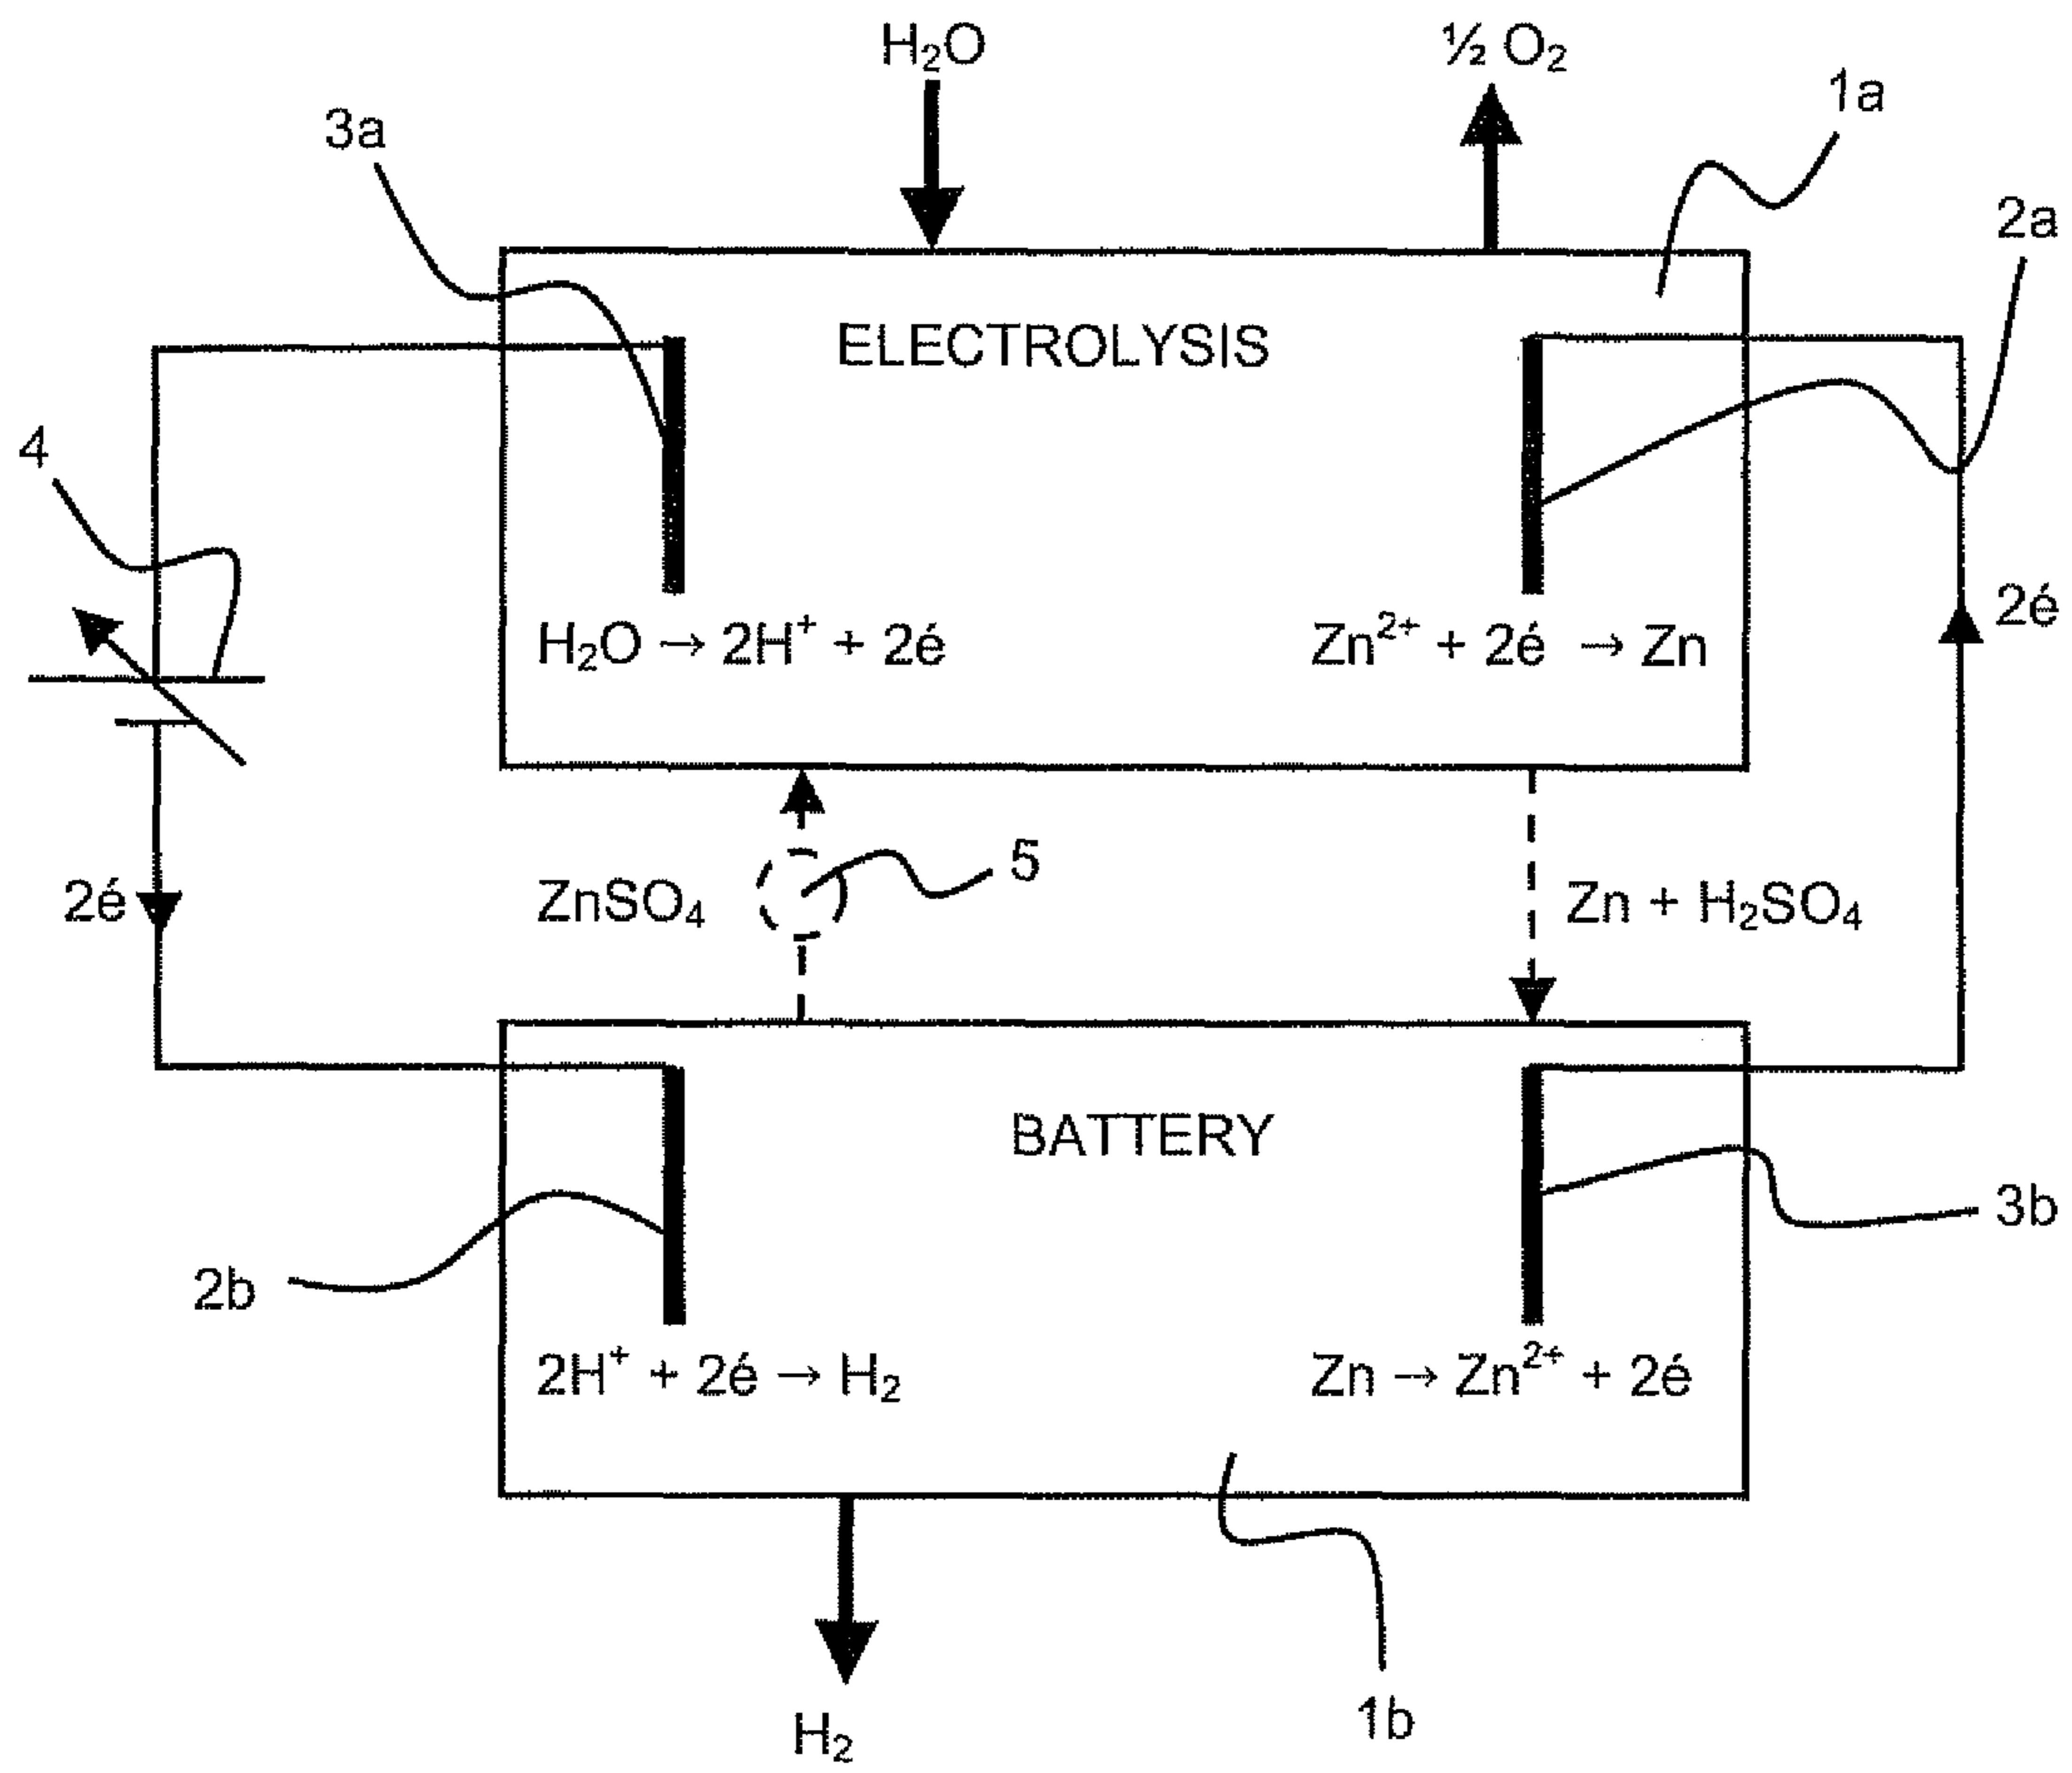 H₂O
½ O₂
1a
3a
2a
ELECTROLYSIS
4
2é
H₂O → 2H⁺ + 2é
Zn²⁺ + 2é → Zn
5
2é
ZnSO₄
Zn + H₂SO₄
BATTERY
3b
2b
2H⁺ + 2é → H₂
Zn → Zn²⁺ + 2é
1b
H₂